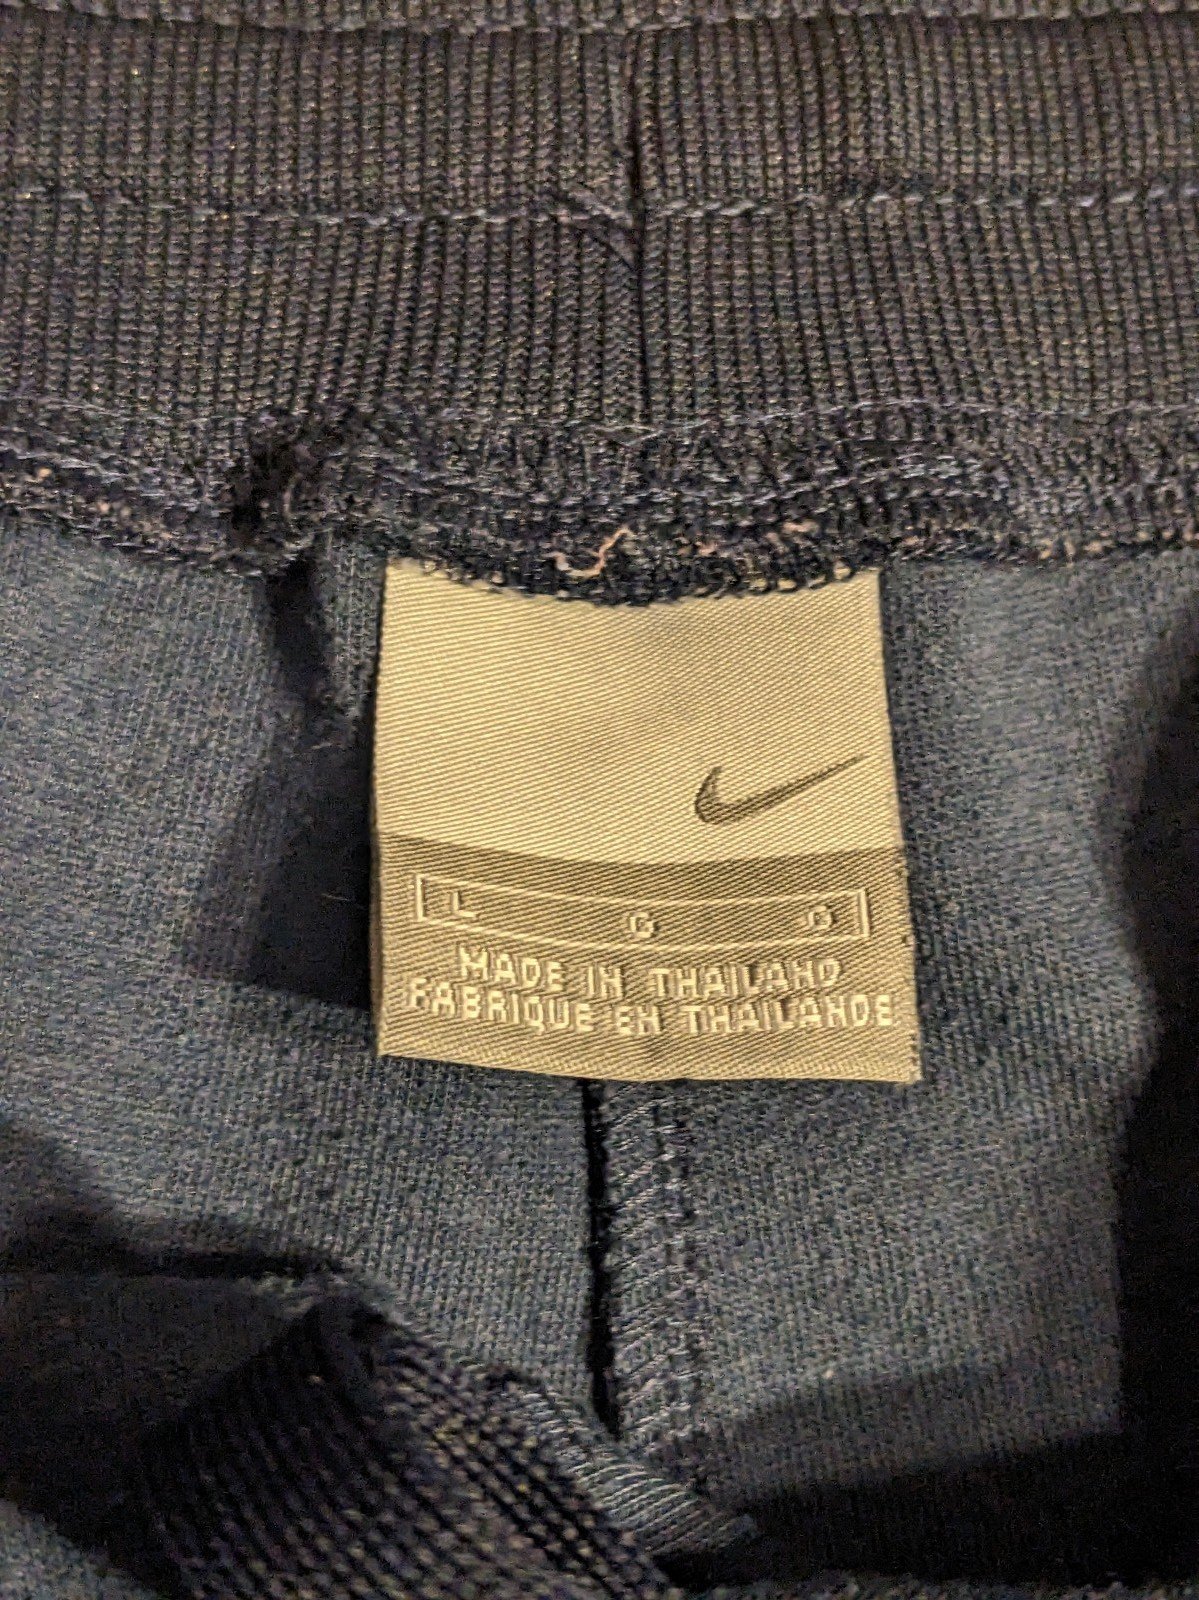 L G G
MADE IN THAILAND
FABRIQUE EN THAILANDE